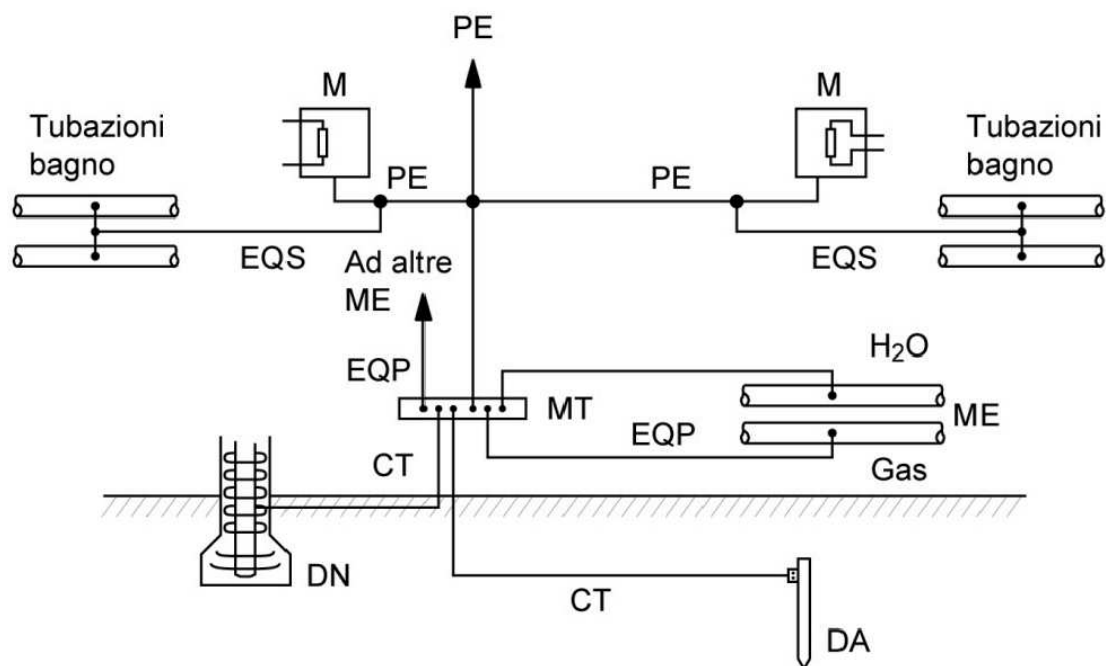 PE
M
M
Tubazioni
bagno
Tubazioni
bagno
PE
PE
EQS
EQS
Ad altre
ME
EQP
MT
H₂O
ME
EQP
Gas
CT
DN
CT
DA